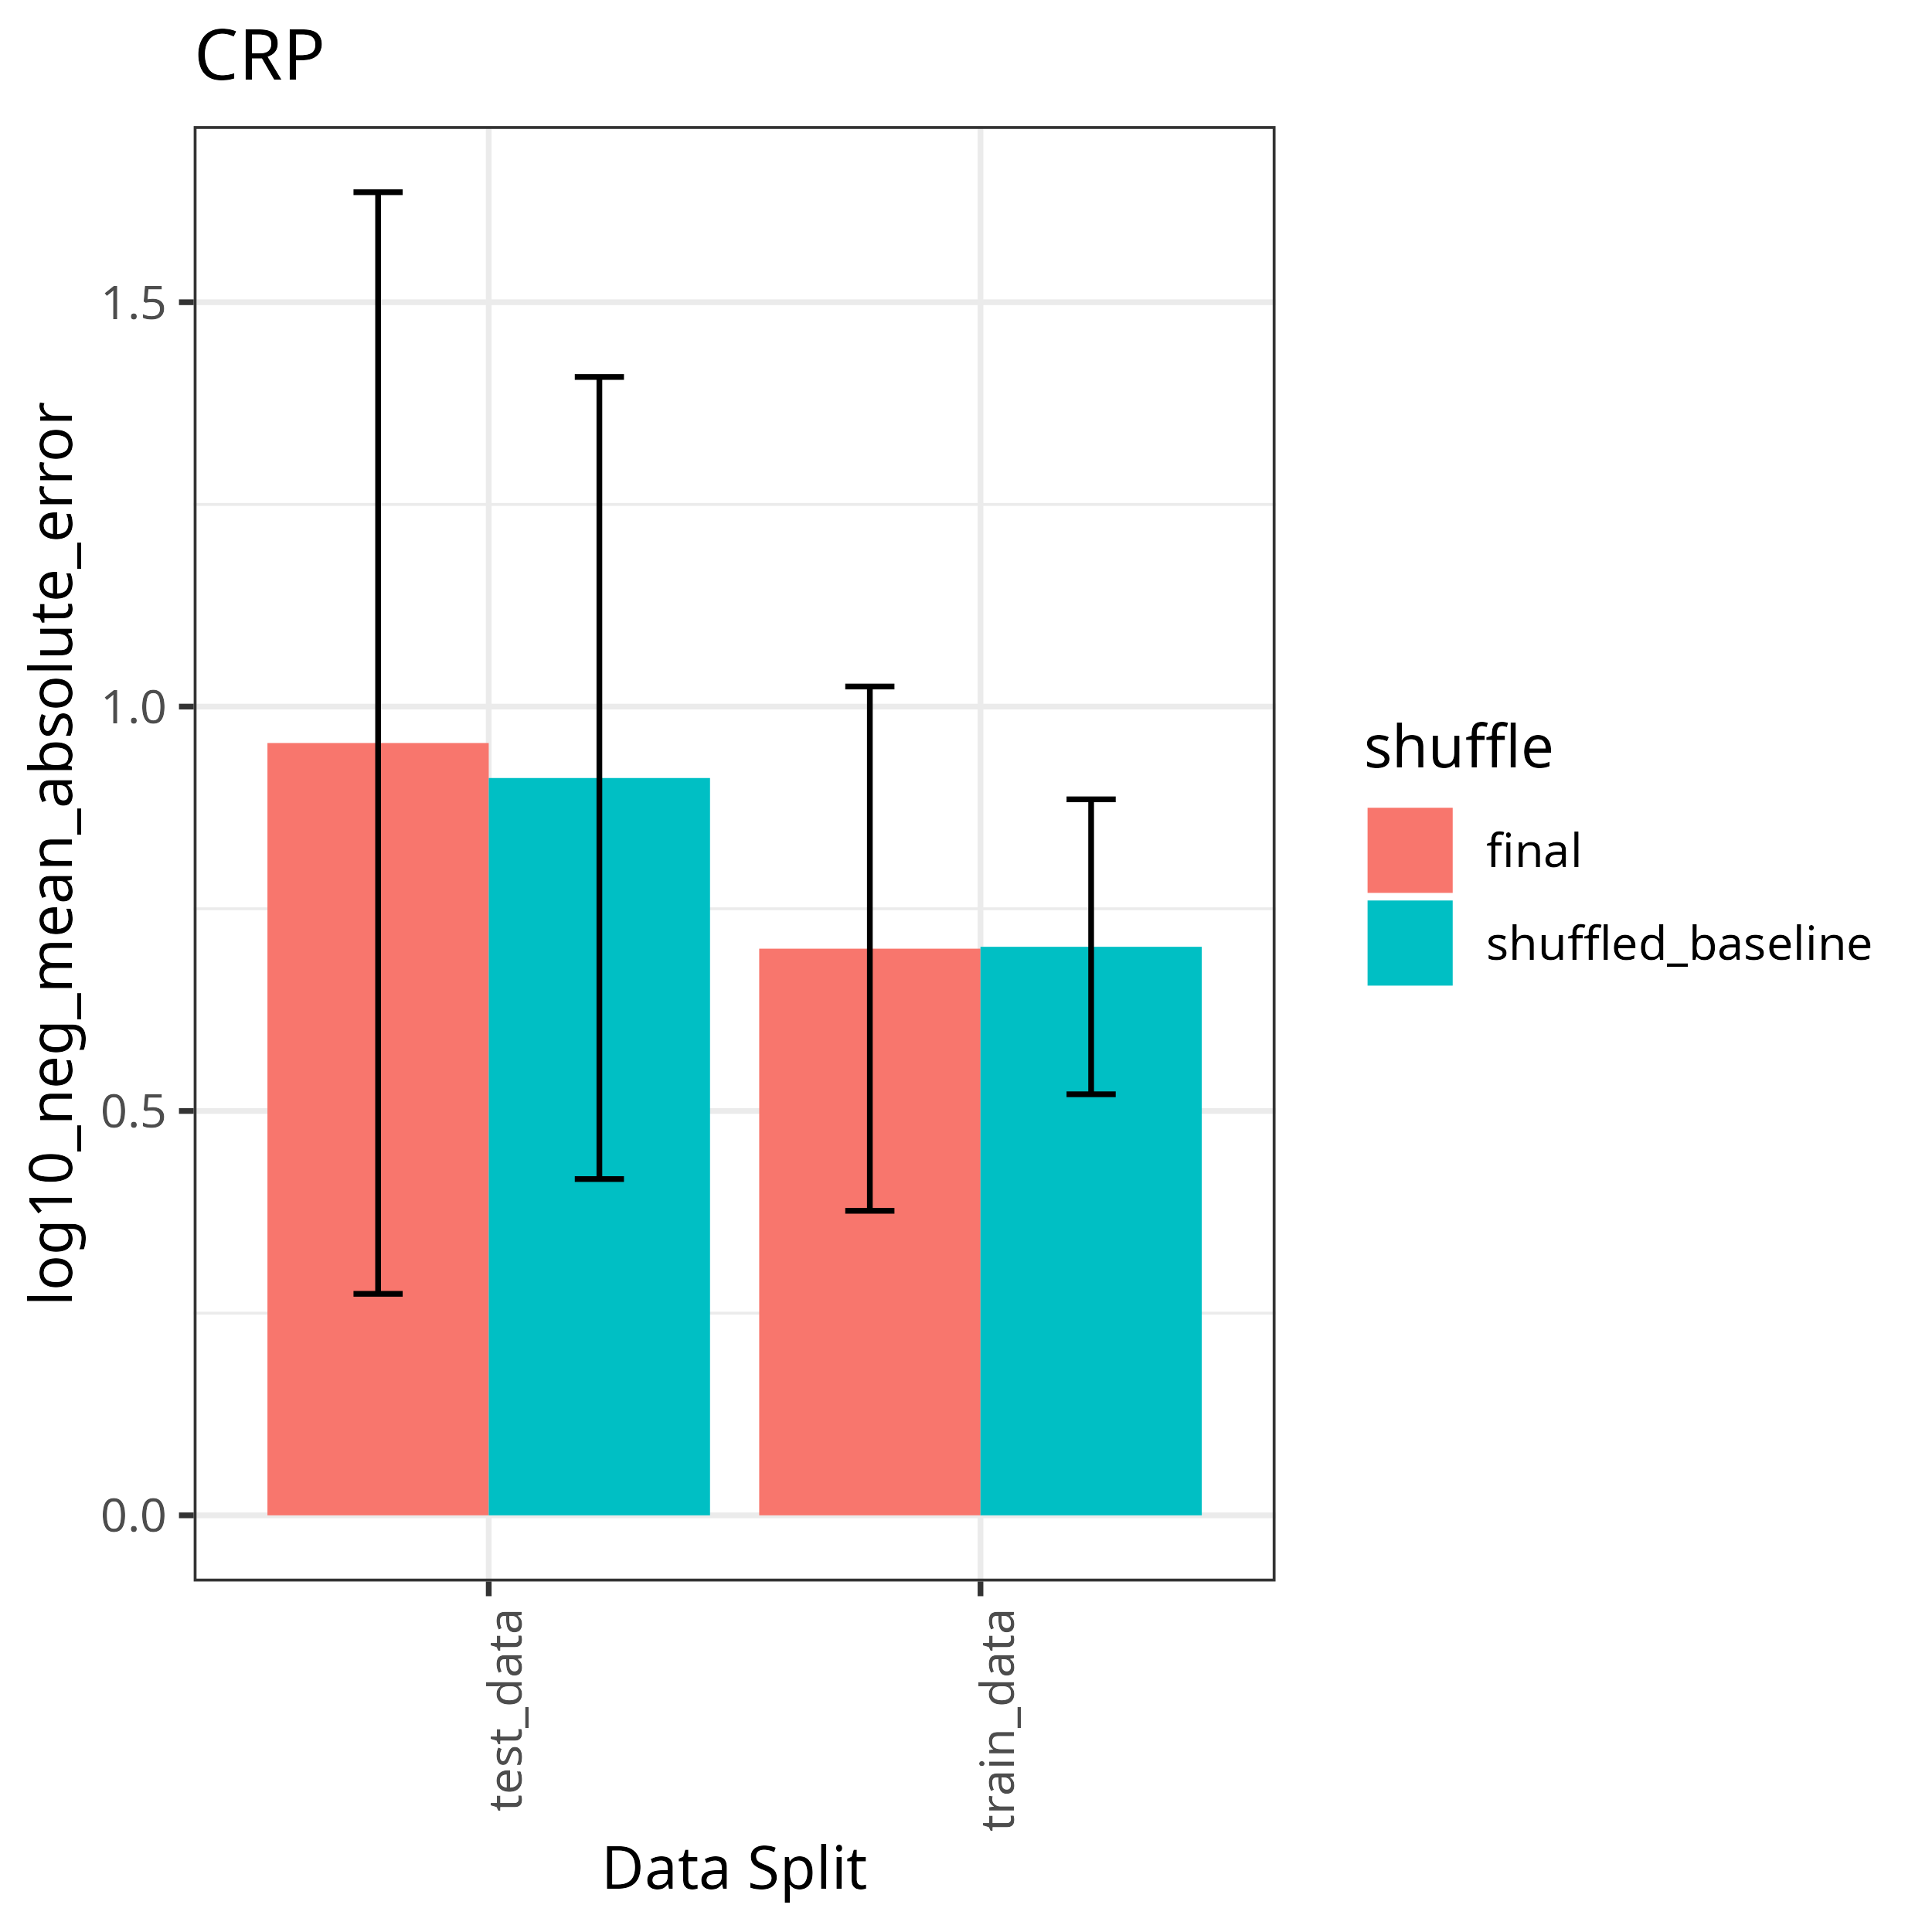 CRP
log10_neg_mean_absolute_error
1.5
1.0
0.5
0.0
test_data
train_data
Data Split
shuffle
final
shuffled_baseline